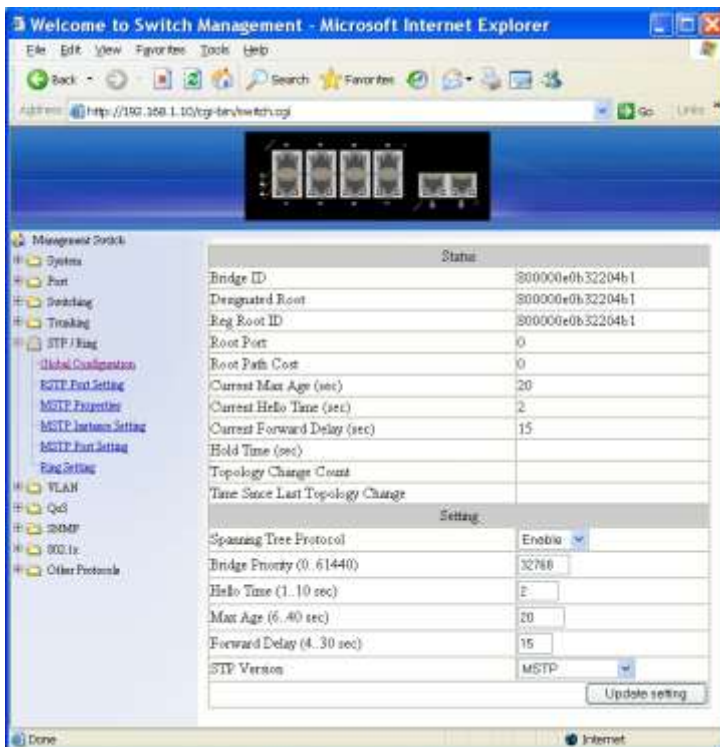 Welcome to Switch Management - Microsoft Internet Explorer
File Edit View Favorites Tools Help
Back Search Favorites
Address http://192.168.1.10/cgi-bin/switch.cgi Go Links
Management Switch
System
Port
Switching
Trunking
STP / Ring
Global Configuration
RSTP Port Setting
MSTP Properties
MSTP Instance Setting
MSTP Port Setting
Ring Setting
VLAN
QoS
SNMP
802.1x
Other Protocols
Status
Bridge ID 800000e0b32204b1
Designated Root 800000e0b32204b1
Reg Root ID 800000e0b32204b1
Root Port 0
Root Path Cost 0
Current Max Age (sec) 20
Current Hello Time (sec) 2
Current Forward Delay (sec) 15
Hold Time (sec)
Topology Change Count
Time Since Last Topology Change
Setting
Spanning Tree Protocol Enable
Bridge Priority (0..61440) 32768
Hello Time (1..10 sec) 2
Max Age (6..40 sec) 20
Forward Delay (4..30 sec) 15
STP Version MSTP
Update setting
Done Internet